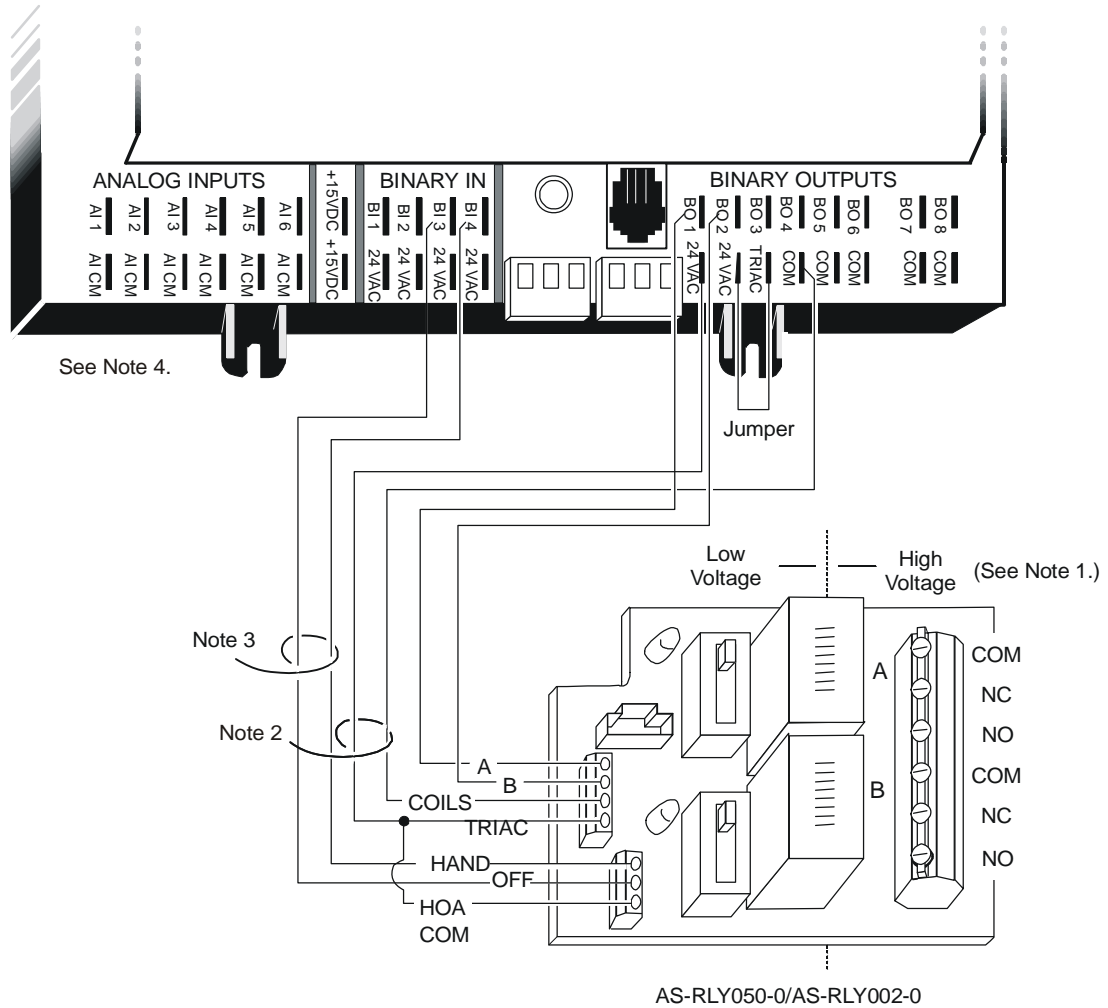 ANALOG INPUTS
+15VDC
BINARY IN
BINARY OUTPUTS
AI 1
AI 2
AI 3
AI 4
AI 5
AI 6
BI 1
BI 2
BI 3
BI 4
BO 1
BO 2
BO 3
BO 4
BO 5
BO 6
BO 7
BO 8
AI CM
AI CM
AI CM
AI CM
AI CM
AI CM
+15VDC
24 VAC
24 VAC
24 VAC
24 VAC
24 VAC
24 VAC
TRIAC
COM
COM
COM
COM
COM
See Note 4.
Jumper
Low
Voltage
High
Voltage
(See Note 1.)
Note 3
Note 2
A
B
COILS
TRIAC
HAND
OFF
HOA
COM
A
B
COM
NC
NO
COM
NC
NO
AS-RLY050-0/AS-RLY002-0